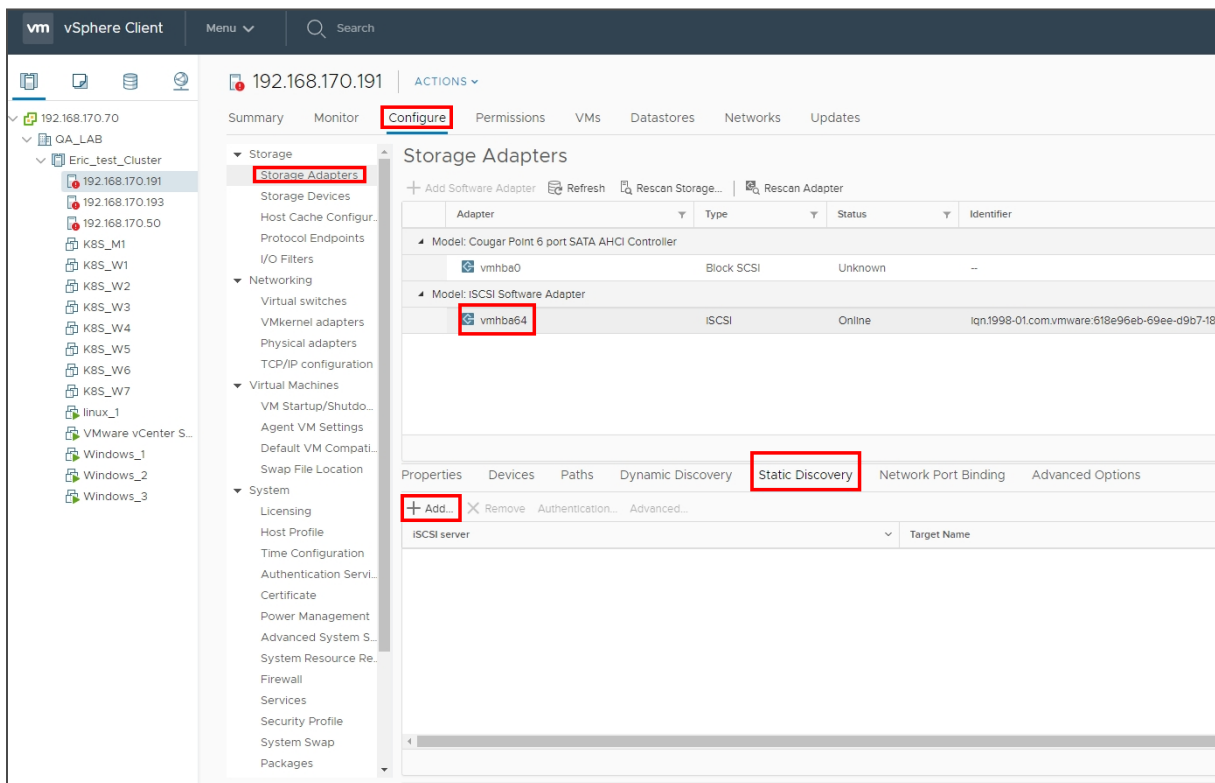 vm vSphere Client Menu Search
192.168.170.70
QA_LAB
Eric_test_Cluster
192.168.170.191
192.168.170.193
192.168.170.50
K8S_M1
K8S_W1
K8S_W2
K8S_W3
K8S_W4
K8S_W5
K8S_W6
K8S_W7
linux_1
VMware vCenter S...
Windows_1
Windows_2
Windows_3
192.168.170.191 ACTIONS
Summary Monitor Configure Permissions VMs Datastores Networks Updates
Storage
Storage Adapters
Storage Devices
Host Cache Configur..
Protocol Endpoints
I/O Filters
Networking
Virtual switches
VMkernel adapters
Physical adapters
TCP/IP configuration
Virtual Machines
VM Startup/Shutdo...
Agent VM Settings
Default VM Compati..
Swap File Location
System
Licensing
Host Profile
Time Configuration
Authentication Servi...
Certificate
Power Management
Advanced System S...
System Resource Re..
Firewall
Services
Security Profile
System Swap
Packages
Storage Adapters
+ Add Software Adapter Refresh Rescan Storage... Rescan Adapter
Adapter Type Status Identifier
Model: Cougar Point 6 port SATA AHCI Controller
vmhba0 Block SCSI Unknown --
Model: iSCSI Software Adapter
vmhba64 iSCSI Online iqn.1998-01.com.vmware:618e96eb-69ee-d9b7-18
Properties Devices Paths Dynamic Discovery Static Discovery Network Port Binding Advanced Options
+ Add... Remove Authentication... Advanced...
iSCSI server Target Name